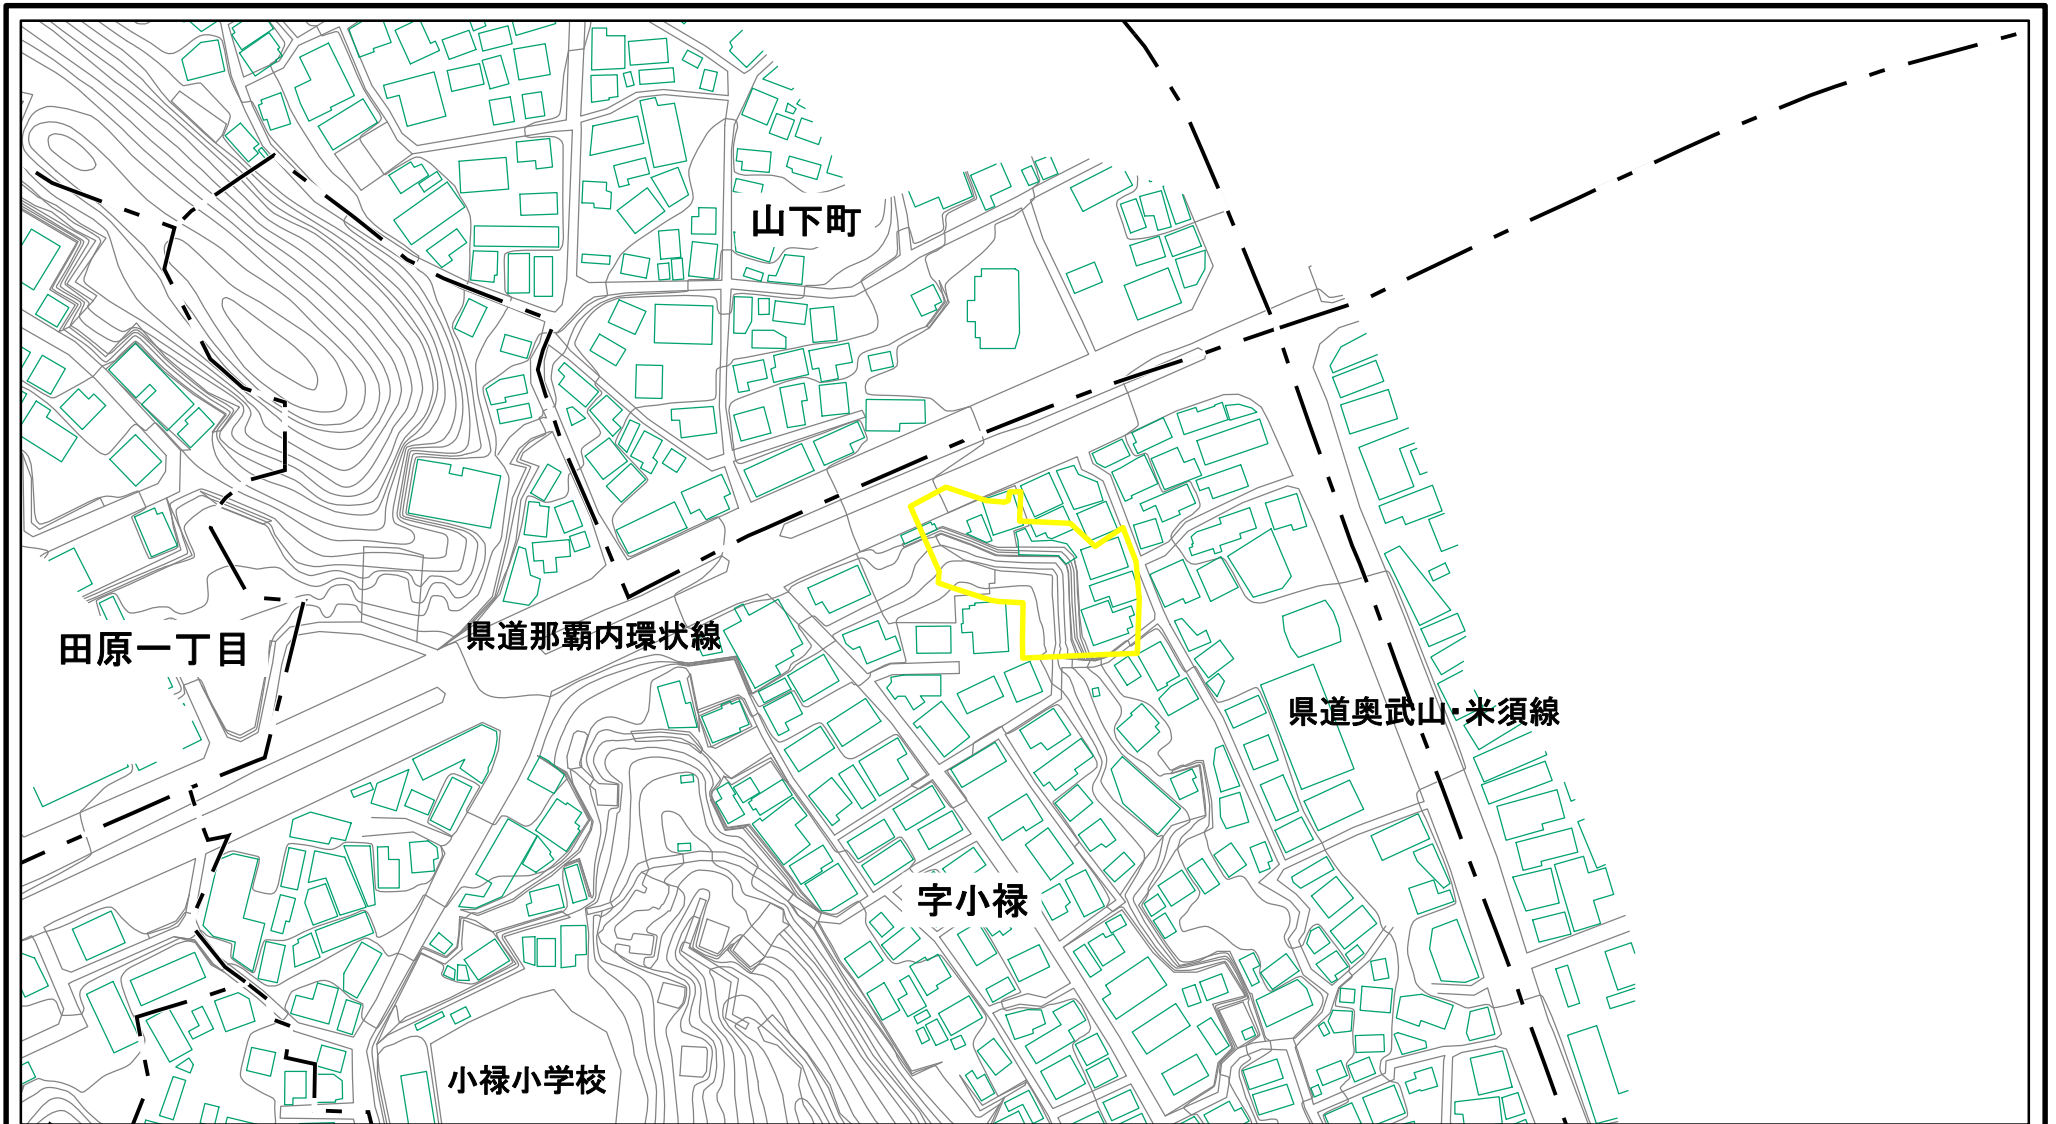 山下町
県道那覇内環状線
田原一丁目
県道奥武山・米須線
字小禄
小禄小学校